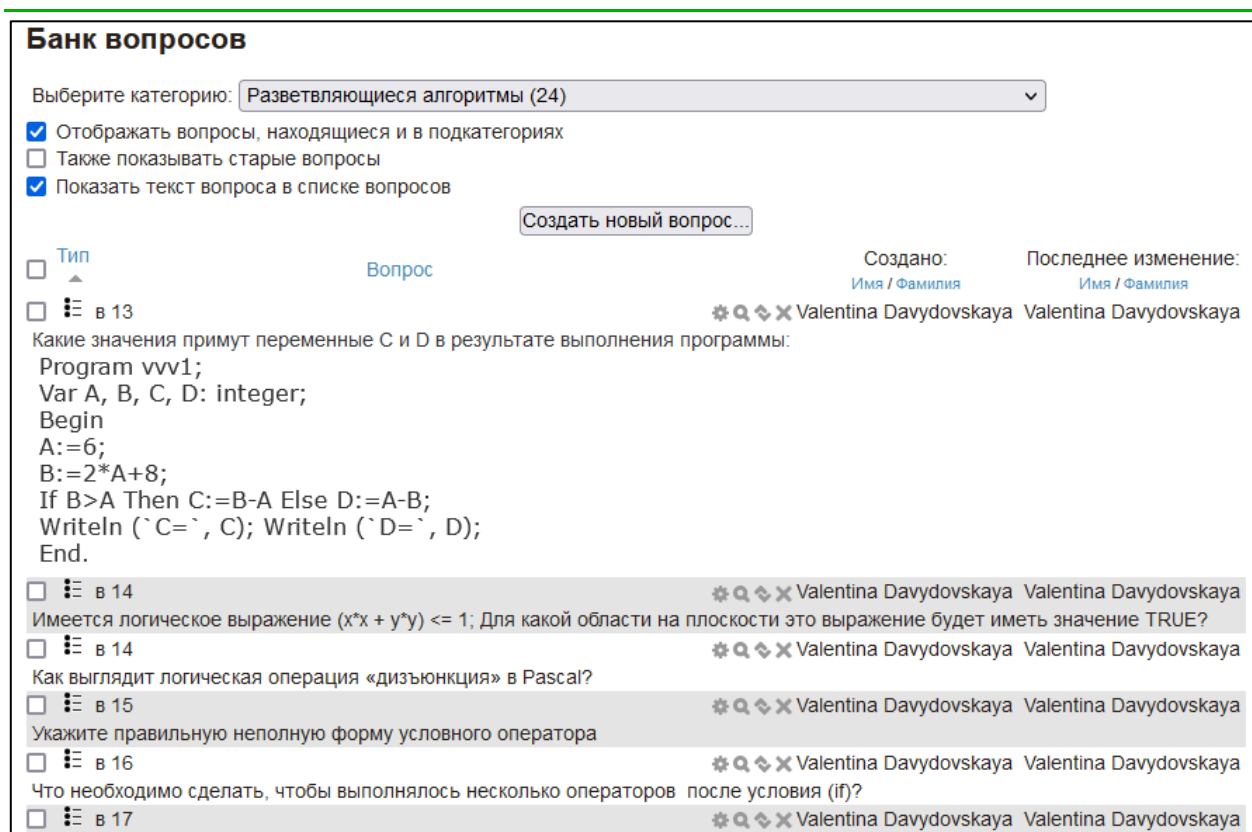 Банк вопросов
Выберите категорию: Разветвляющиеся алгоритмы (24)
Отображать вопросы, находящиеся и в подкатегориях
Также показывать старые вопросы
Показать текст вопроса в списке вопросов
Создать новый вопрос...
Тип Вопрос Создано: Последнее изменение:
Имя / Фамилия Имя / Фамилия
в 13 Valentina Davydovskaya Valentina Davydovskaya
Какие значения примут переменные C и D в результате выполнения программы:
Program vvv1;
Var A, B, C, D: integer;
Begin
A:=6;
B:=2*A+8;
If B>A Then C:=B-A Else D:=A-B;
Writeln (`C=`, C); Writeln (`D=`, D);
End.
в 14 Valentina Davydovskaya Valentina Davydovskaya
Имеется логическое выражение (x*x + y*y) <= 1; Для какой области на плоскости это выражение будет иметь значение TRUE?
в 14 Valentina Davydovskaya Valentina Davydovskaya
Как выглядит логическая операция «дизъюнкция» в Pascal?
в 15 Valentina Davydovskaya Valentina Davydovskaya
Укажите правильную неполную форму условного оператора
в 16 Valentina Davydovskaya Valentina Davydovskaya
Что необходимо сделать, чтобы выполнялось несколько операторов после условия (if)?
в 17 Valentina Davydovskaya Valentina Davydovskaya